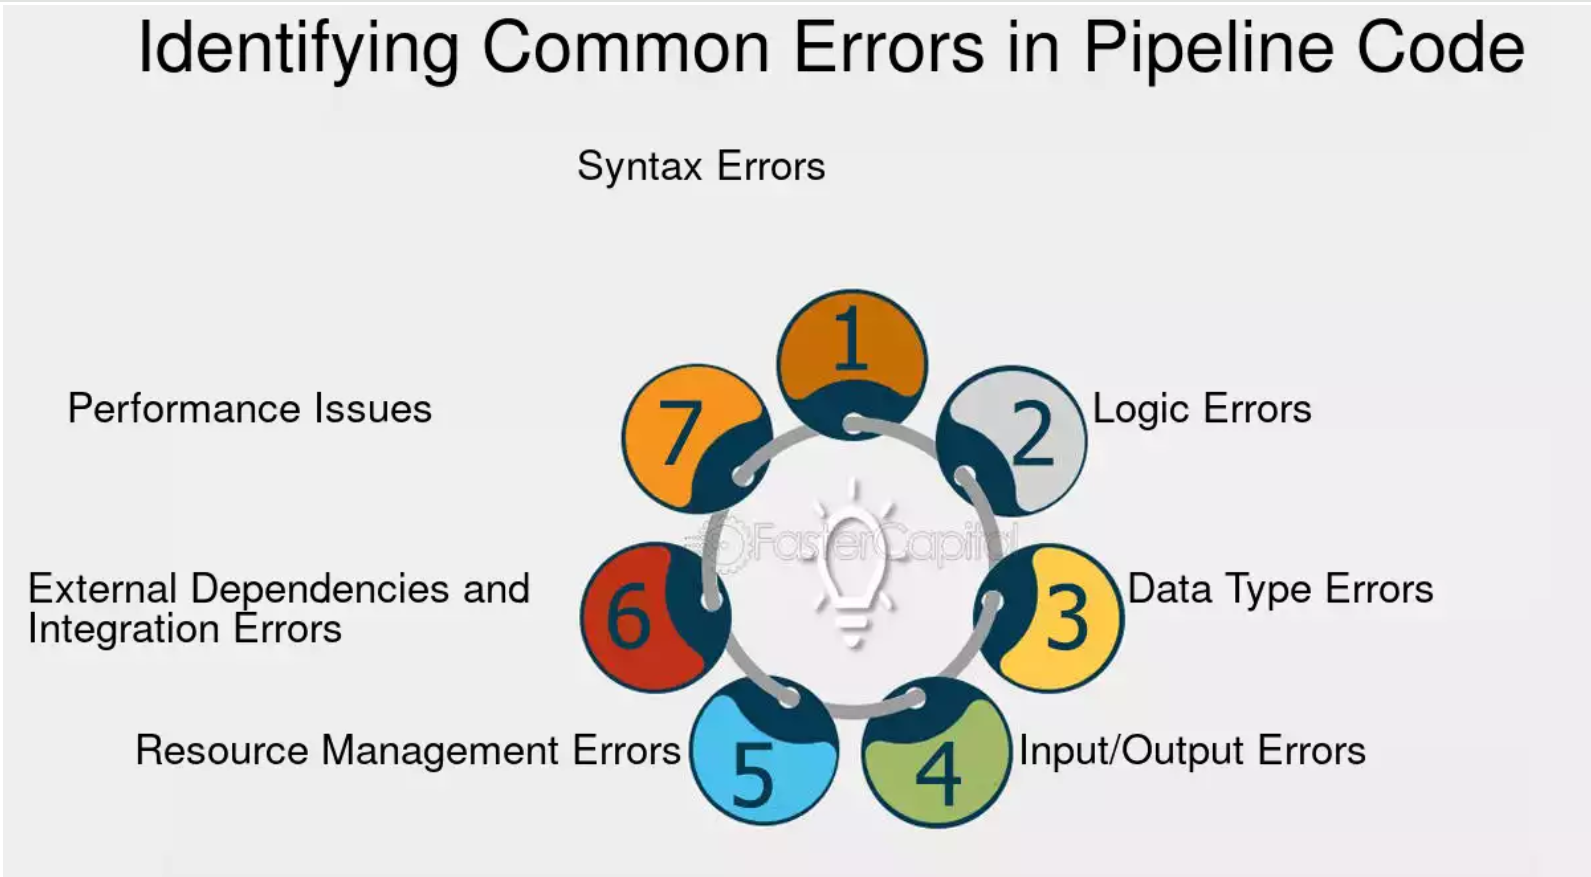 Identifying Common Errors in Pipeline Code
Syntax Errors
1
2
Logic Errors
3
Data Type Errors
4
Input/Output Errors
5
Resource Management Errors
6
External Dependencies and
Integration Errors
7
Performance Issues
FasterCapital